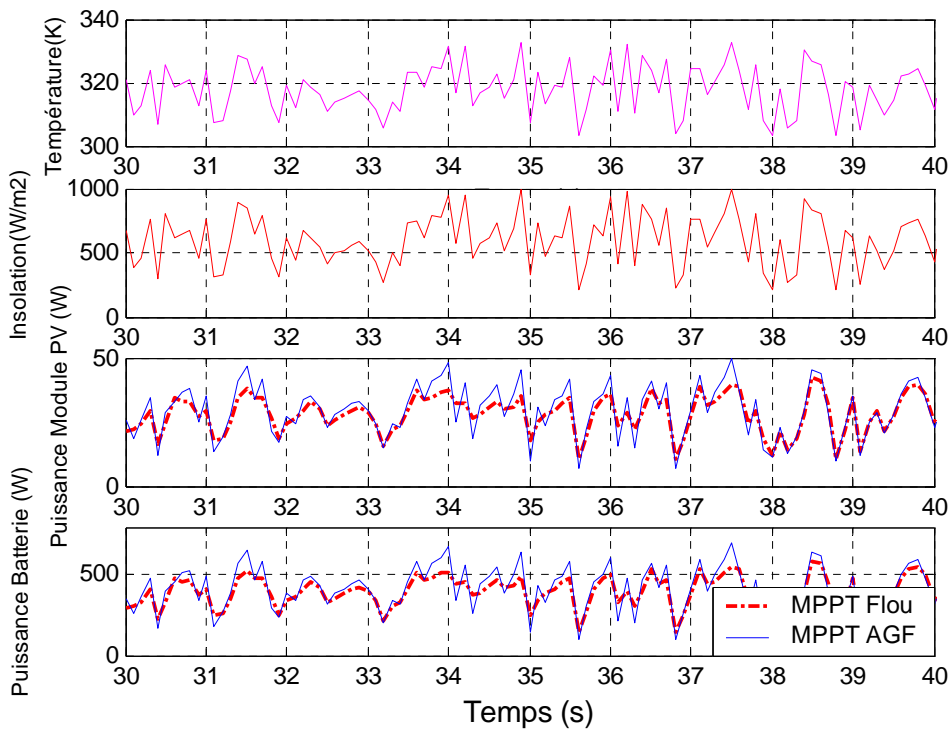 Température(K)
340
320
300
30 31 32 33 34 35 36 37 38 39 40
Insolation(W/m2)
1000
500
0
30 31 32 33 34 35 36 37 38 39 40
Puissance Module PV (W)
50
0
30 31 32 33 34 35 36 37 38 39 40
Puissance Batterie (W)
500
0
MPPT Flou
MPPT AGF
30 31 32 33 34 35 36 37 38 39 40
Temps (s)